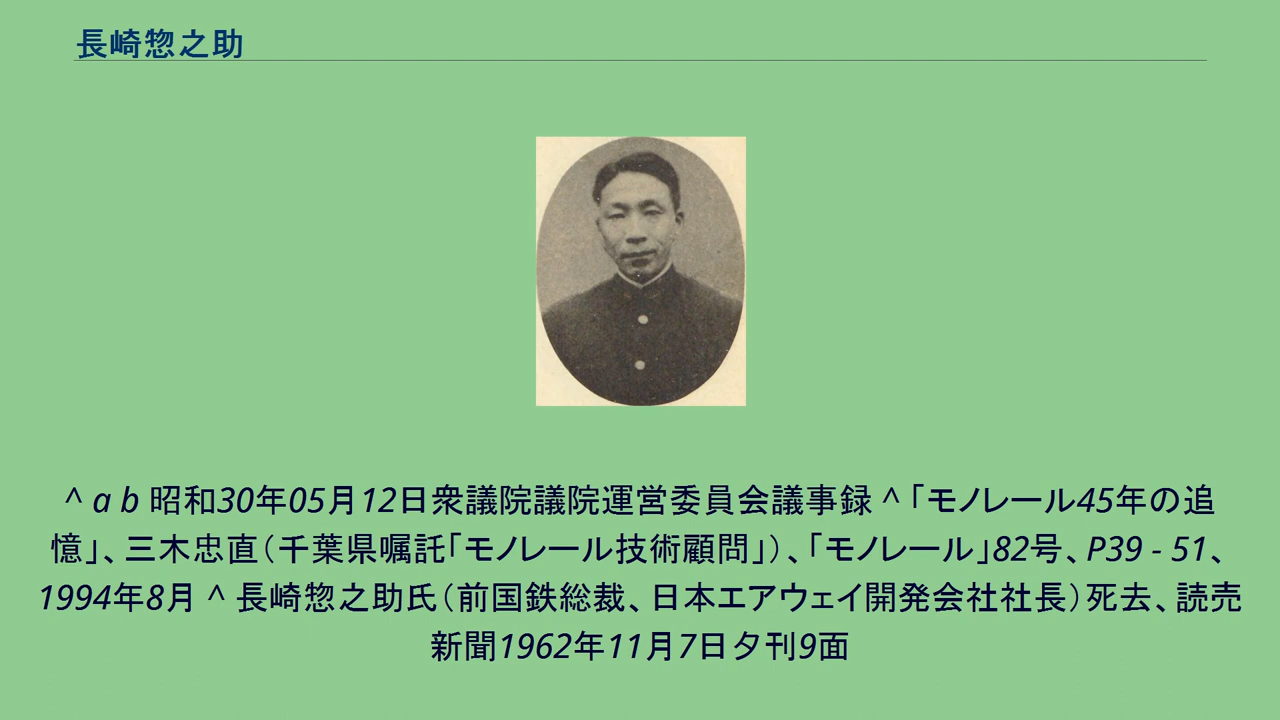 長崎惣之助
^ a b 昭和30年05月12日衆議院議院運営委員会議事録 ^ ｢モノレール45年の追
憶｣、三木忠直（千葉県嘱託｢モノレール技術顧問｣）、｢モノレール｣82号、P39 - 51、
1994年8月 ^ 長崎惣之助氏（前国鉄総裁、日本エアウェイ開発会社社長）死去、読売
新聞1962年11月7日夕刊9面